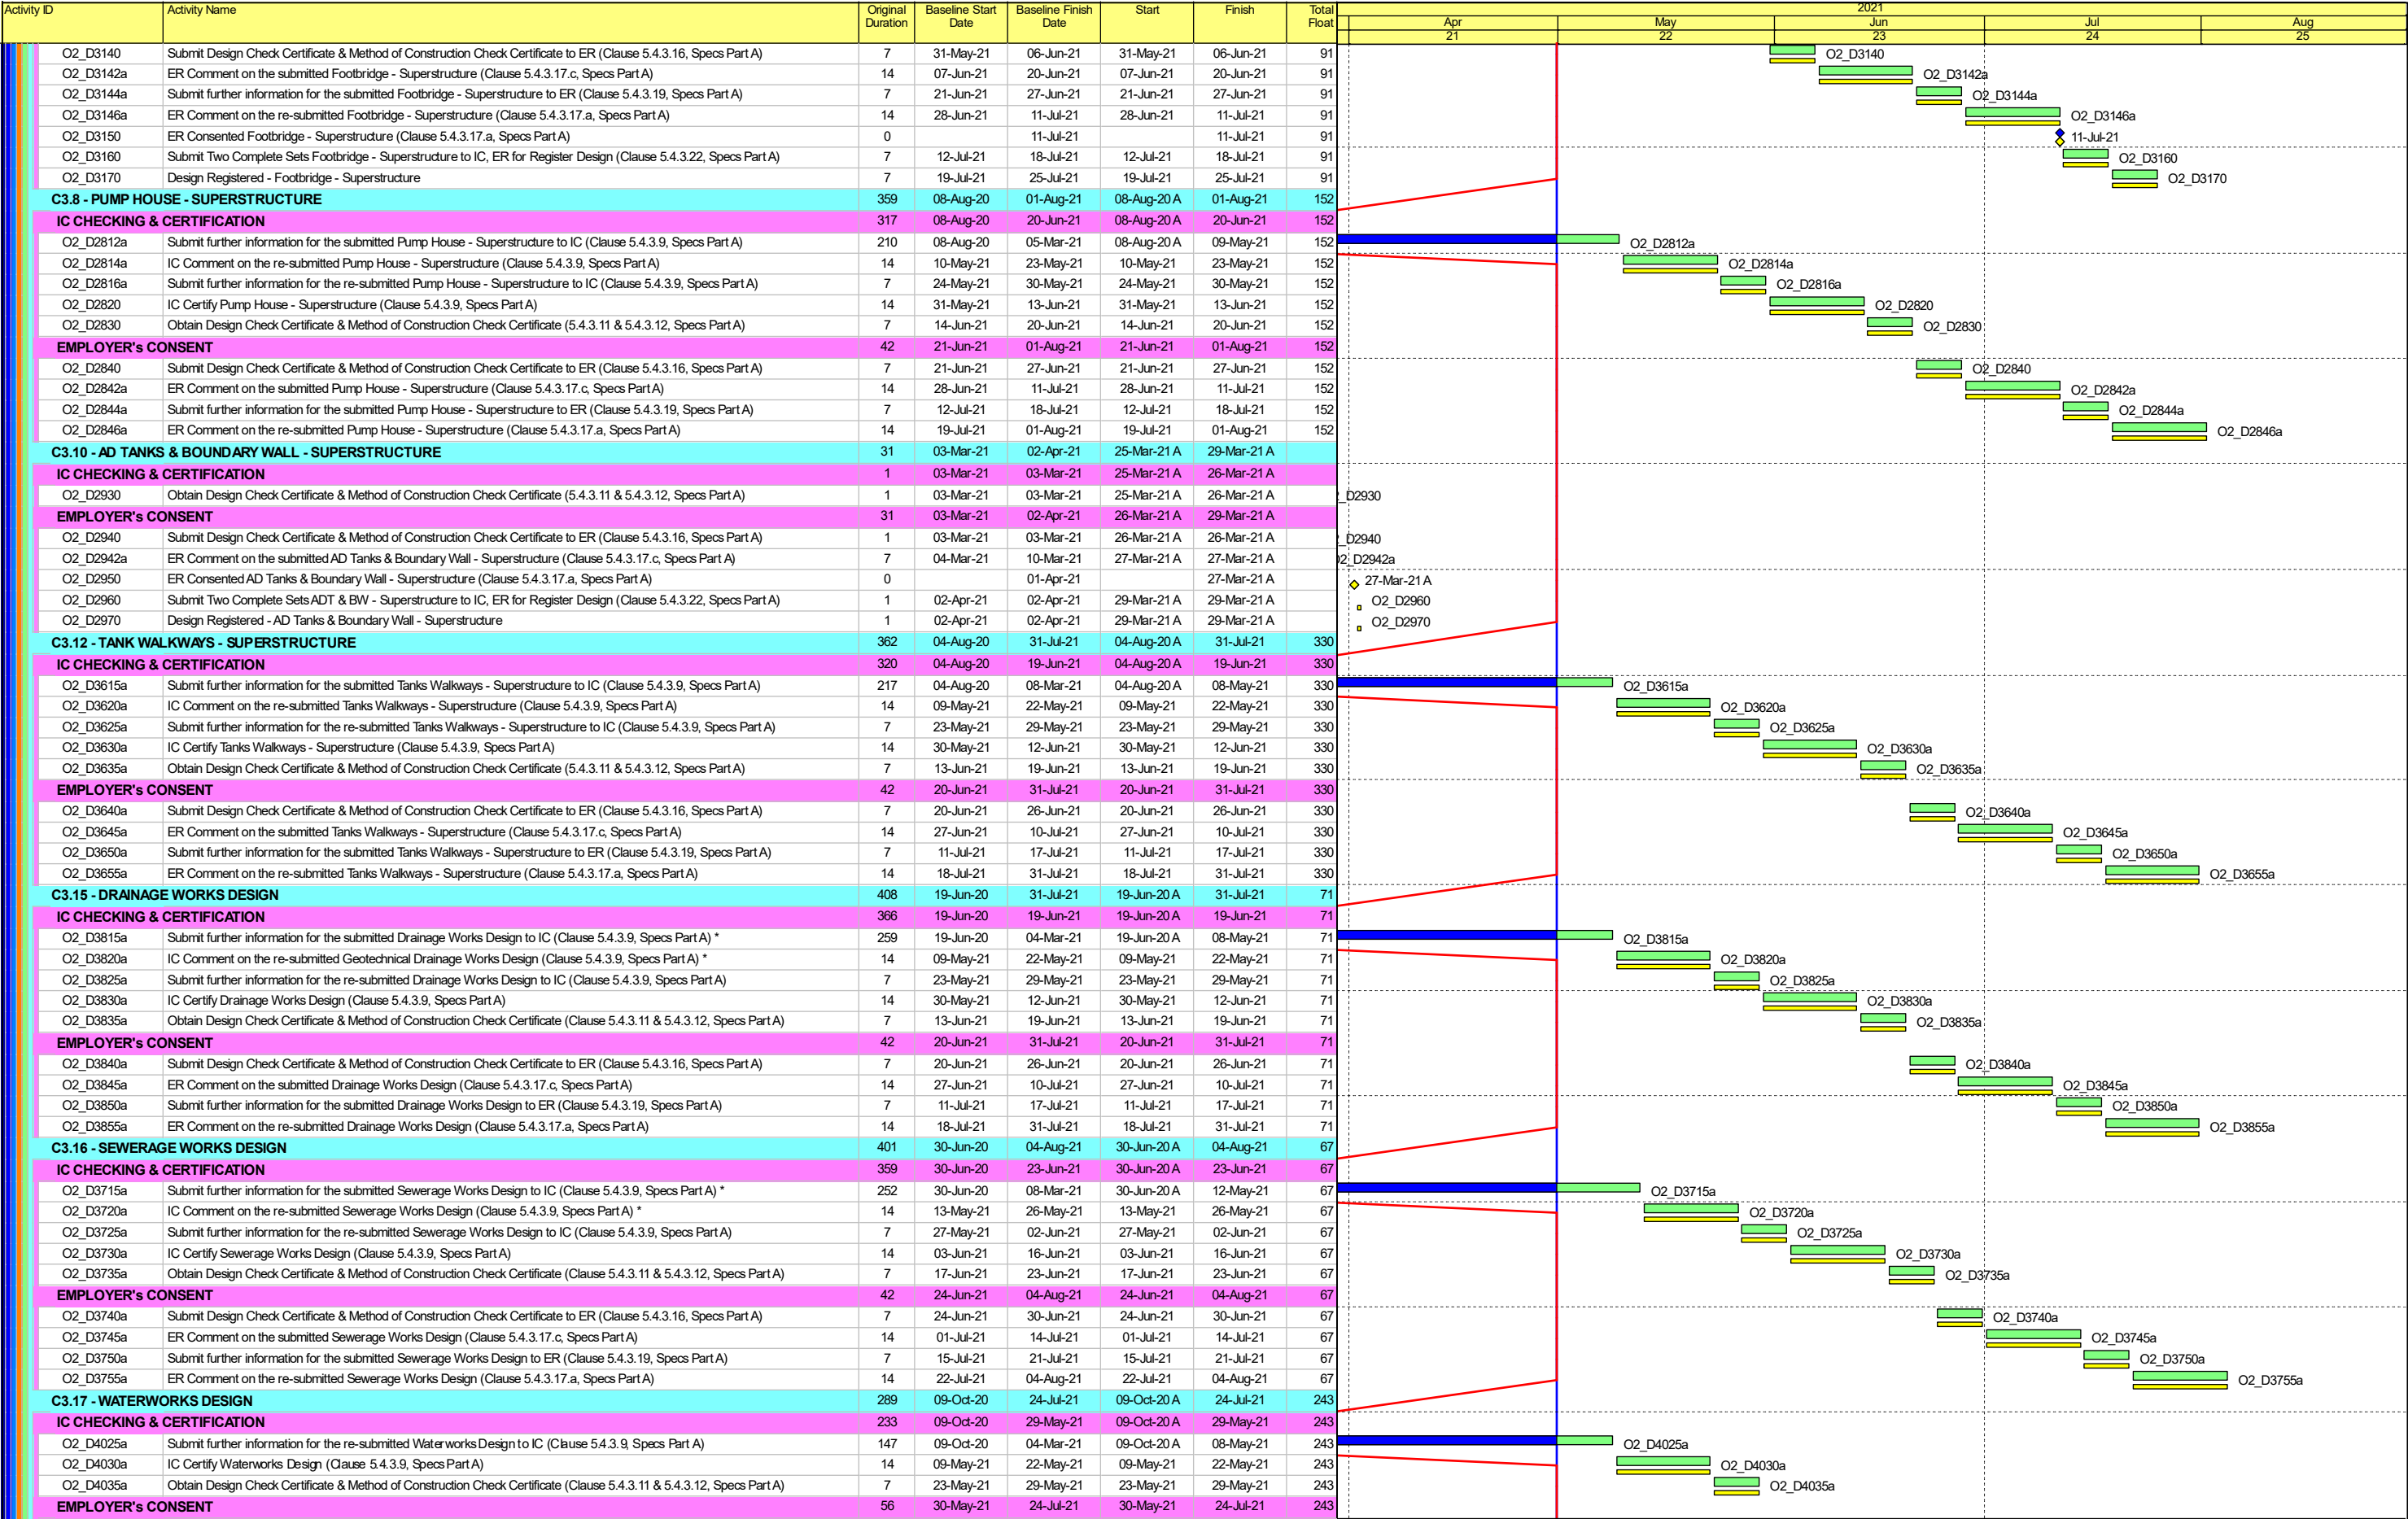 Activity ID Activity Name Original Duration Baseline Start Date Baseline Finish Date Start Finish Total Float 2021
Apr May Jun Jul Aug
21 22 23 24 25
O2_D3140 Submit Design Check Certificate & Method of Construction Check Certificate to ER (Clause 5.4.3.16, Specs Part A) 7 31-May-21 06-Jun-21 31-May-21 06-Jun-21 91 O2_D3140
O2_D3142a ER Comment on the submitted Footbridge - Superstructure (Clause 5.4.3.17.c, Specs Part A) 14 07-Jun-21 20-Jun-21 07-Jun-21 20-Jun-21 91 O2_D3142a
O2_D3144a Submit further information for the submitted Footbridge - Superstructure to ER (Clause 5.4.3.19, Specs Part A) 7 21-Jun-21 27-Jun-21 21-Jun-21 27-Jun-21 91 O2_D3144a
O2_D3146a ER Comment on the re-submitted Footbridge - Superstructure (Clause 5.4.3.17.a, Specs Part A) 14 28-Jun-21 11-Jul-21 28-Jun-21 11-Jul-21 91 O2_D3146a
O2_D3150 ER Consented Footbridge - Superstructure (Clause 5.4.3.17.a, Specs Part A) 0 11-Jul-21 11-Jul-21 91 11-Jul-21
O2_D3160 Submit Two Complete Sets Footbridge - Superstructure to IC, ER for Register Design (Clause 5.4.3.22, Specs Part A) 7 12-Jul-21 18-Jul-21 12-Jul-21 18-Jul-21 91 O2_D3160
O2_D3170 Design Registered - Footbridge - Superstructure 7 19-Jul-21 25-Jul-21 19-Jul-21 25-Jul-21 91 O2_D3170
C3.8 - PUMP HOUSE - SUPERSTRUCTURE 359 08-Aug-20 01-Aug-21 08-Aug-20 A 01-Aug-21 152
IC CHECKING & CERTIFICATION 317 08-Aug-20 20-Jun-21 08-Aug-20 A 20-Jun-21 152
O2_D2812a Submit further information for the submitted Pump House - Superstructure to IC (Clause 5.4.3.9, Specs Part A) 210 08-Aug-20 05-Mar-21 08-Aug-20 A 09-May-21 152 O2_D2812a
O2_D2814a IC Comment on the re-submitted Pump House - Superstructure (Clause 5.4.3.9, Specs Part A) 14 10-May-21 23-May-21 10-May-21 23-May-21 152 O2_D2814a
O2_D2816a Submit further information for the re-submitted Pump House - Superstructure to IC (Clause 5.4.3.9, Specs Part A) 7 24-May-21 30-May-21 24-May-21 30-May-21 152 O2_D2816a
O2_D2820 IC Certify Pump House - Superstructure (Clause 5.4.3.9, Specs Part A) 14 31-May-21 13-Jun-21 31-May-21 13-Jun-21 152 O2_D2820
O2_D2830 Obtain Design Check Certificate & Method of Construction Check Certificate (5.4.3.11 & 5.4.3.12, Specs Part A) 7 14-Jun-21 20-Jun-21 14-Jun-21 20-Jun-21 152 O2_D2830
EMPLOYER's CONSENT 42 21-Jun-21 01-Aug-21 21-Jun-21 01-Aug-21 152
O2_D2840 Submit Design Check Certificate & Method of Construction Check Certificate to ER (Clause 5.4.3.16, Specs Part A) 7 21-Jun-21 27-Jun-21 21-Jun-21 27-Jun-21 152 O2_D2840
O2_D2842a ER Comment on the submitted Pump House - Superstructure (Clause 5.4.3.17.c, Specs Part A) 14 28-Jun-21 11-Jul-21 28-Jun-21 11-Jul-21 152 O2_D2842a
O2_D2844a Submit further information for the submitted Pump House - Superstructure to ER (Clause 5.4.3.19, Specs Part A) 7 12-Jul-21 18-Jul-21 12-Jul-21 18-Jul-21 152 O2_D2844a
O2_D2846a ER Comment on the re-submitted Pump House - Superstructure (Clause 5.4.3.17.a, Specs Part A) 14 19-Jul-21 01-Aug-21 19-Jul-21 01-Aug-21 152 O2_D2846a
C3.10 - AD TANKS & BOUNDARY WALL - SUPERSTRUCTURE 31 03-Mar-21 02-Apr-21 25-Mar-21 A 29-Mar-21 A
IC CHECKING & CERTIFICATION 1 03-Mar-21 03-Mar-21 25-Mar-21 A 26-Mar-21 A
O2_D2930 Obtain Design Check Certificate & Method of Construction Check Certificate (5.4.3.11 & 5.4.3.12, Specs Part A) 1 03-Mar-21 03-Mar-21 25-Mar-21 A 26-Mar-21 A _D2930
EMPLOYER's CONSENT 31 03-Mar-21 02-Apr-21 26-Mar-21 A 29-Mar-21 A
O2_D2940 Submit Design Check Certificate & Method of Construction Check Certificate to ER (Clause 5.4.3.16, Specs Part A) 1 03-Mar-21 03-Mar-21 26-Mar-21 A 26-Mar-21 A _D2940
O2_D2942a ER Comment on the submitted AD Tanks & Boundary Wall - Superstructure (Clause 5.4.3.17.c, Specs Part A) 7 04-Mar-21 10-Mar-21 27-Mar-21 A 27-Mar-21 A 2_D2942a
O2_D2950 ER Consented AD Tanks & Boundary Wall - Superstructure (Clause 5.4.3.17.a, Specs Part A) 0 01-Apr-21 27-Mar-21 A 27-Mar-21 A
O2_D2960 Submit Two Complete Sets ADT & BW - Superstructure to IC, ER for Register Design (Clause 5.4.3.22, Specs Part A) 1 02-Apr-21 02-Apr-21 29-Mar-21 A 29-Mar-21 A O2_D2960
O2_D2970 Design Registered - AD Tanks & Boundary Wall - Superstructure 1 02-Apr-21 02-Apr-21 29-Mar-21 A 29-Mar-21 A O2_D2970
C3.12 - TANK WALKWAYS - SUPERSTRUCTURE 362 04-Aug-20 31-Jul-21 04-Aug-20 A 31-Jul-21 330
IC CHECKING & CERTIFICATION 320 04-Aug-20 19-Jun-21 04-Aug-20 A 19-Jun-21 330
O2_D3615a Submit further information for the submitted Tanks Walkways - Superstructure to IC (Clause 5.4.3.9, Specs Part A) 217 04-Aug-20 08-Mar-21 04-Aug-20 A 08-May-21 330 O2_D3615a
O2_D3620a IC Comment on the re-submitted Tanks Walkways - Superstructure (Clause 5.4.3.9, Specs Part A) 14 09-May-21 22-May-21 09-May-21 22-May-21 330 O2_D3620a
O2_D3625a Submit further information for the re-submitted Tanks Walkways - Superstructure to IC (Clause 5.4.3.9, Specs Part A) 7 23-May-21 29-May-21 23-May-21 29-May-21 330 O2_D3625a
O2_D3630a IC Certify Tanks Walkways - Superstructure (Clause 5.4.3.9, Specs Part A) 14 30-May-21 12-Jun-21 30-May-21 12-Jun-21 330 O2_D3630a
O2_D3635a Obtain Design Check Certificate & Method of Construction Check Certificate (5.4.3.11 & 5.4.3.12, Specs Part A) 7 13-Jun-21 19-Jun-21 13-Jun-21 19-Jun-21 330 O2_D3635a
EMPLOYER's CONSENT 42 20-Jun-21 31-Jul-21 20-Jun-21 31-Jul-21 330
O2_D3640a Submit Design Check Certificate & Method of Construction Check Certificate to ER (Clause 5.4.3.16, Specs Part A) 7 20-Jun-21 26-Jun-21 20-Jun-21 26-Jun-21 330 O2_D3640a
O2_D3645a ER Comment on the submitted Tanks Walkways - Superstructure (Clause 5.4.3.17.c, Specs Part A) 14 27-Jun-21 10-Jul-21 27-Jun-21 10-Jul-21 330 O2_D3645a
O2_D3650a Submit further information for the submitted Tanks Walkways - Superstructure to ER (Clause 5.4.3.19, Specs Part A) 7 11-Jul-21 17-Jul-21 11-Jul-21 17-Jul-21 330 O2_D3650a
O2_D3655a ER Comment on the re-submitted Tanks Walkways - Superstructure (Clause 5.4.3.17.a, Specs Part A) 14 18-Jul-21 31-Jul-21 18-Jul-21 31-Jul-21 330 O2_D3655a
C3.15 - DRAINAGE WORKS DESIGN 408 19-Jun-20 31-Jul-21 19-Jun-20 A 31-Jul-21 71
IC CHECKING & CERTIFICATION 366 19-Jun-20 19-Jun-21 19-Jun-20 A 19-Jun-21 71
O2_D3815a Submit further information for the submitted Drainage Works Design to IC (Clause 5.4.3.9, Specs Part A) * 259 19-Jun-20 04-Mar-21 19-Jun-20 A 08-May-21 71 O2_D3815a
O2_D3820a IC Comment on the re-submitted Geotechnical Drainage Works Design (Clause 5.4.3.9, Specs Part A) * 14 09-May-21 22-May-21 09-May-21 22-May-21 71 O2_D3820a
O2_D3825a Submit further information for the re-submitted Drainage Works Design to IC (Clause 5.4.3.9, Specs Part A) 7 23-May-21 29-May-21 23-May-21 29-May-21 71 O2_D3825a
O2_D3830a IC Certify Drainage Works Design (Clause 5.4.3.9, Specs Part A) 14 30-May-21 12-Jun-21 30-May-21 12-Jun-21 71 O2_D3830a
O2_D3835a Obtain Design Check Certificate & Method of Construction Check Certificate (Clause 5.4.3.11 & 5.4.3.12, Specs Part A) 7 13-Jun-21 19-Jun-21 13-Jun-21 19-Jun-21 71 O2_D3835a
EMPLOYER's CONSENT 42 20-Jun-21 31-Jul-21 20-Jun-21 31-Jul-21 71
O2_D3840a Submit Design Check Certificate & Method of Construction Check Certificate to ER (Clause 5.4.3.16, Specs Part A) 7 20-Jun-21 26-Jun-21 20-Jun-21 26-Jun-21 71 O2_D3840a
O2_D3845a ER Comment on the submitted Drainage Works Design (Clause 5.4.3.17.c, Specs Part A) 14 27-Jun-21 10-Jul-21 27-Jun-21 10-Jul-21 71 O2_D3845a
O2_D3850a Submit further information for the submitted Drainage Works Design to ER (Clause 5.4.3.19, Specs Part A) 7 11-Jul-21 17-Jul-21 11-Jul-21 17-Jul-21 71 O2_D3850a
O2_D3855a ER Comment on the re-submitted Drainage Works Design (Clause 5.4.3.17.a, Specs Part A) 14 18-Jul-21 31-Jul-21 18-Jul-21 31-Jul-21 71 O2_D3855a
C3.16 - SEWERAGE WORKS DESIGN 401 30-Jun-20 04-Aug-21 30-Jun-20 A 04-Aug-21 67
IC CHECKING & CERTIFICATION 359 30-Jun-20 23-Jun-21 30-Jun-20 A 23-Jun-21 67
O2_D3715a Submit further information for the submitted Sewerage Works Design to IC (Clause 5.4.3.9, Specs Part A) * 252 30-Jun-20 08-Mar-21 30-Jun-20 A 12-May-21 67 O2_D3715a
O2_D3720a IC Comment on the re-submitted Sewerage Works Design (Clause 5.4.3.9, Specs Part A) * 14 13-May-21 26-May-21 13-May-21 26-May-21 67 O2_D3720a
O2_D3725a Submit further information for the re-submitted Sewerage Works Design to IC (Clause 5.4.3.9, Specs Part A) 7 27-May-21 02-Jun-21 27-May-21 02-Jun-21 67 O2_D3725a
O2_D3730a IC Certify Sewerage Works Design (Clause 5.4.3.9, Specs Part A) 14 03-Jun-21 16-Jun-21 03-Jun-21 16-Jun-21 67 O2_D3730a
O2_D3735a Obtain Design Check Certificate & Method of Construction Check Certificate (Clause 5.4.3.11 & 5.4.3.12, Specs Part A) 7 17-Jun-21 23-Jun-21 17-Jun-21 23-Jun-21 67 O2_D3735a
EMPLOYER's CONSENT 42 24-Jun-21 04-Aug-21 24-Jun-21 04-Aug-21 67
O2_D3740a Submit Design Check Certificate & Method of Construction Check Certificate to ER (Clause 5.4.3.16, Specs Part A) 7 24-Jun-21 30-Jun-21 24-Jun-21 30-Jun-21 67 O2_D3740a
O2_D3745a ER Comment on the submitted Sewerage Works Design (Clause 5.4.3.17.c, Specs Part A) 14 01-Jul-21 14-Jul-21 01-Jul-21 14-Jul-21 67 O2_D3745a
O2_D3750a Submit further information for the submitted Sewerage Works Design to ER (Clause 5.4.3.19, Specs Part A) 7 15-Jul-21 21-Jul-21 15-Jul-21 21-Jul-21 67 O2_D3750a
O2_D3755a ER Comment on the re-submitted Sewerage Works Design (Clause 5.4.3.17.a, Specs Part A) 14 22-Jul-21 04-Aug-21 22-Jul-21 04-Aug-21 67 O2_D3755a
C3.17 - WATERWORKS DESIGN 289 09-Oct-20 24-Jul-21 09-Oct-20 A 24-Jul-21 243
IC CHECKING & CERTIFICATION 233 09-Oct-20 29-May-21 09-Oct-20 A 29-May-21 243
O2_D4025a Submit further information for the re-submitted Waterworks Design to IC (Clause 5.4.3.9, Specs Part A) 147 09-Oct-20 04-Mar-21 09-Oct-20 A 08-May-21 243 O2_D4025a
O2_D4030a IC Certify Waterworks Design (Clause 5.4.3.9, Specs Part A) 14 09-May-21 22-May-21 09-May-21 22-May-21 243 O2_D4030a
O2_D4035a Obtain Design Check Certificate & Method of Construction Check Certificate (Clause 5.4.3.11 & 5.4.3.12, Specs Part A) 7 23-May-21 29-May-21 23-May-21 29-May-21 243 O2_D4035a
EMPLOYER's CONSENT 56 30-May-21 24-Jul-21 30-May-21 24-Jul-21 243